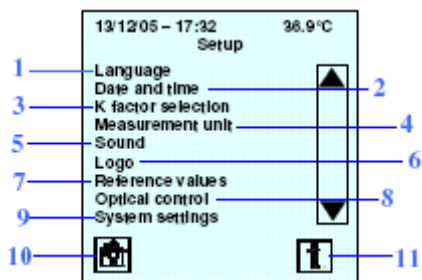 13/12/05 – 17:32 36.9°C
Setup
1 Language
Date and time 2
3 K factor selection
Measurement unit 4
5 Sound
Logo 6
7 Reference values
Optical control 8
9 System settings
10 11